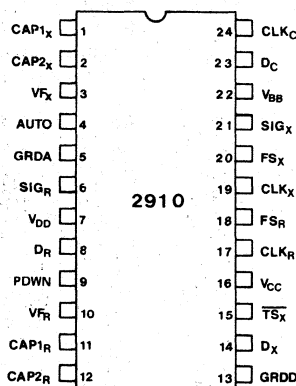 CAP1X 1 24 CLKC
CAP2X 2 23 DC
VFX 3 22 VBB
AUTO 4 21 SIGX
GRDA 5 20 FSX
SIGR 6 19 CLKX
2910
VDD 7 18 FSR
DR 8 17 CLKR
PDWN 9 16 VCC
VFR 10 15 TSX
CAP1R 11 14 DX
CAP2R 12 13 GRDD